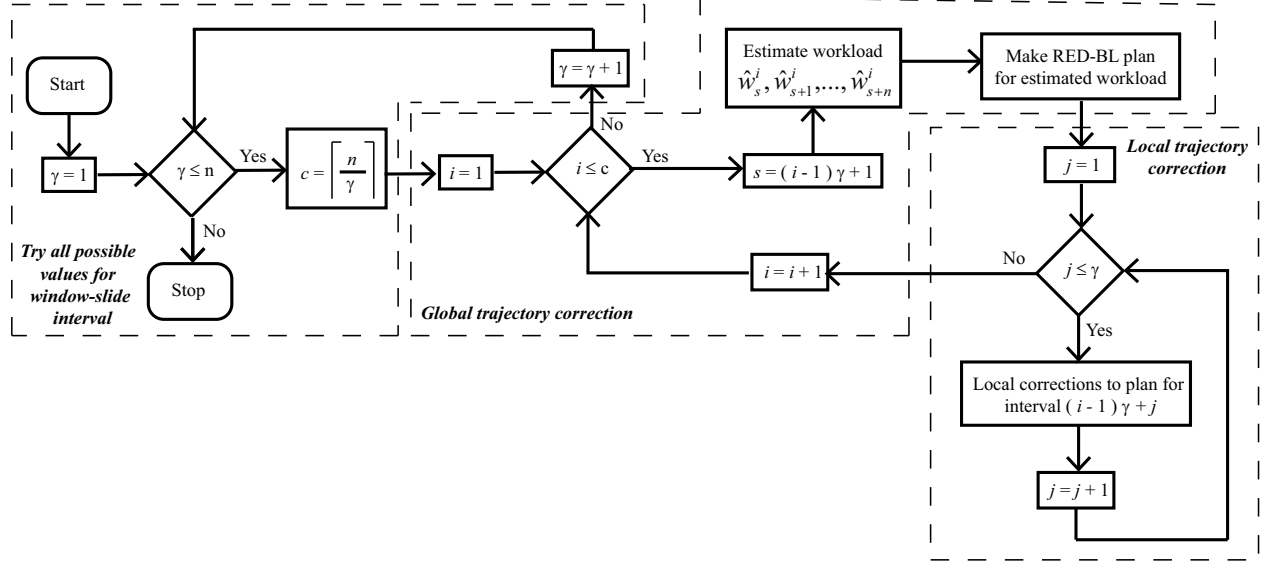 Start
γ = 1
γ ≤ n
Yes
No
Stop
Try all possible
values for
window-slide
interval
c = ⌈ n / γ ⌉
γ = γ + 1
i = 1
i ≤ c
No
Yes
s = ( i - 1 ) γ + 1
i = i + 1
Global trajectory correction
Estimate workload
ŵ_s^i, ŵ_{s+1}^i,..., ŵ_{s+n}^i
Make RED-BL plan
for estimated workload
Local trajectory
correction
j = 1
j ≤ γ
No
Yes
Local corrections to plan for
interval ( i - 1 ) γ + j
j = j + 1